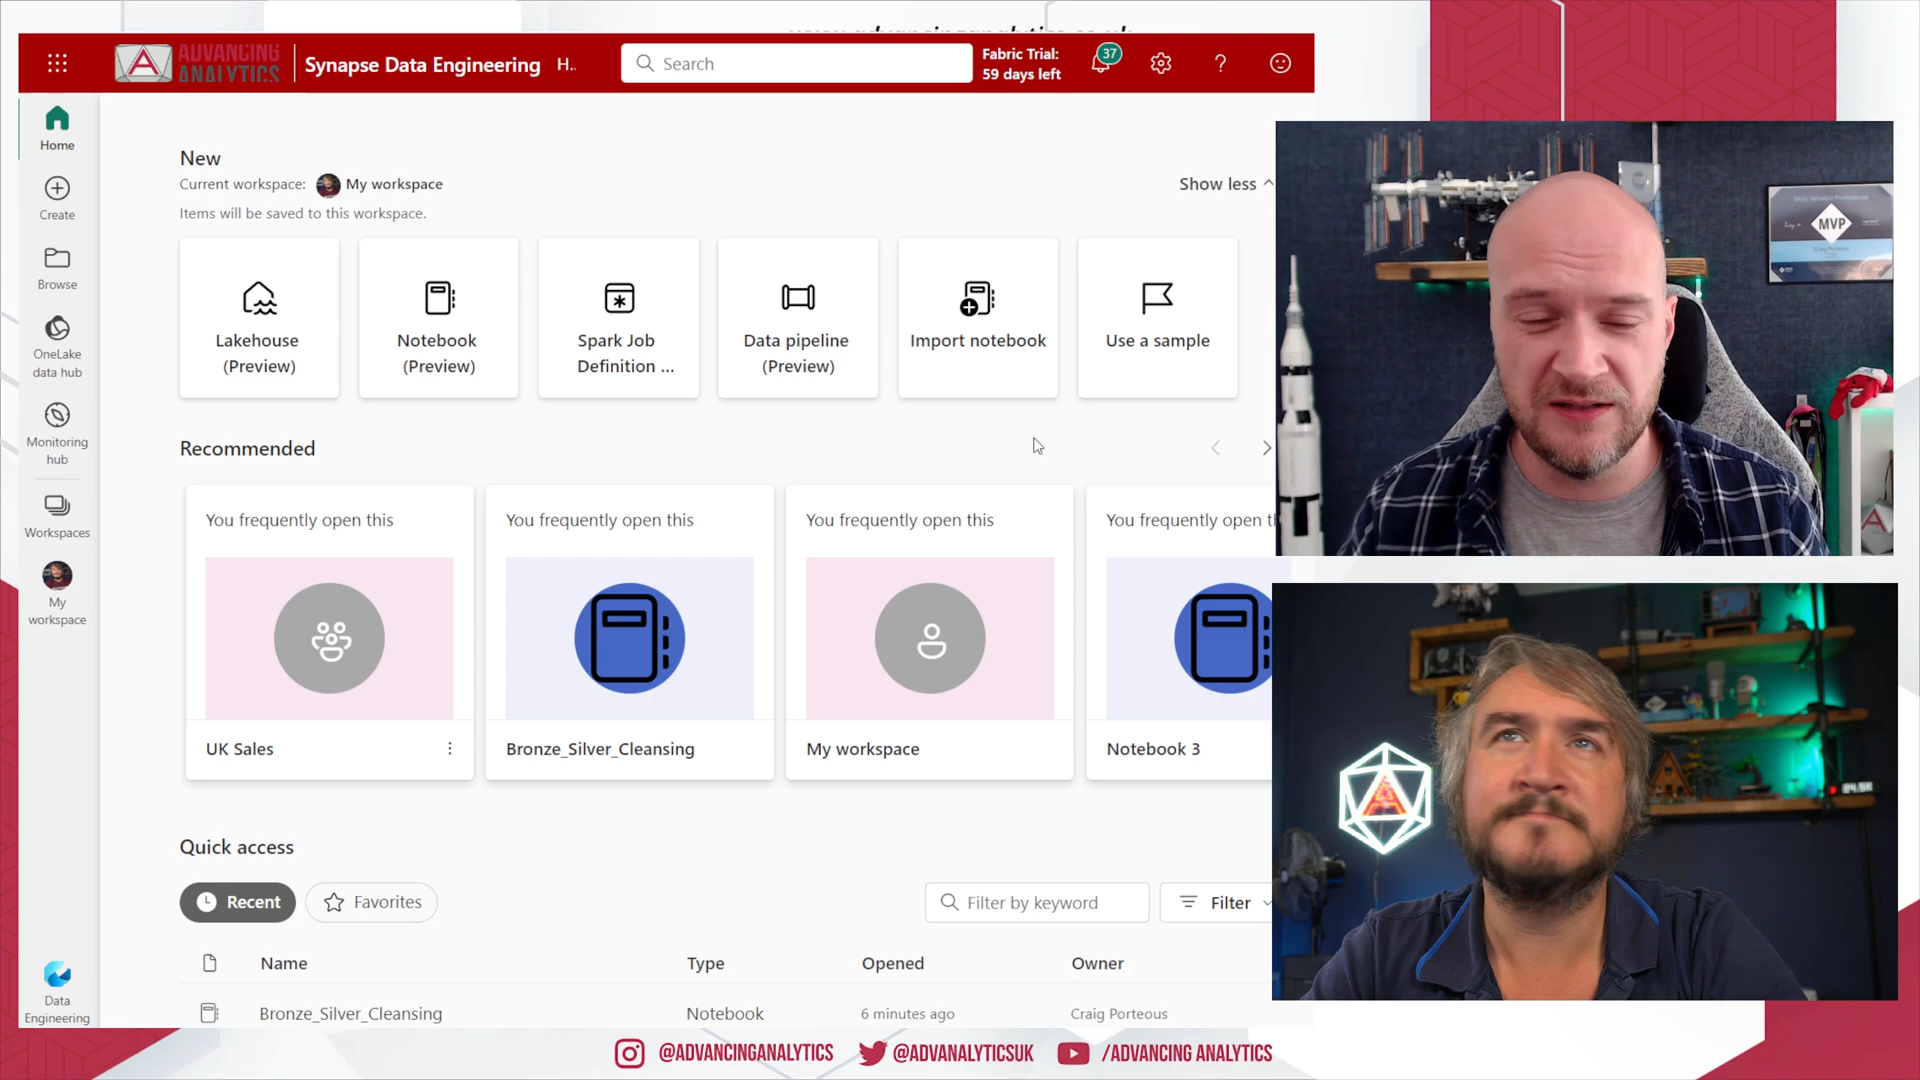 ADVANCING
ANALYTICS
Synapse Data Engineering
H..
Search
Fabric Trial:
59 days left
37
Home
Create
Browse
OneLake
data hub
Monitoring
hub
Workspaces
My
workspace
Data
Engineering
New
Current workspace: My workspace
Items will be saved to this workspace.
Show less
Lakehouse
(Preview)
Notebook
(Preview)
Spark Job
Definition ...
Data pipeline
(Preview)
Import notebook
Use a sample
Recommended
You frequently open this
UK Sales
You frequently open this
Bronze_Silver_Cleansing
You frequently open this
My workspace
You frequently open t
Notebook 3
Quick access
Recent
Favorites
Filter by keyword
Filter
Name Type Opened Owner
Bronze_Silver_Cleansing Notebook 6 minutes ago Craig Porteous
MVP
@ADVANCINGANALYTICS
@ADVANALYTICSUK
/ADVANCING ANALYTICS